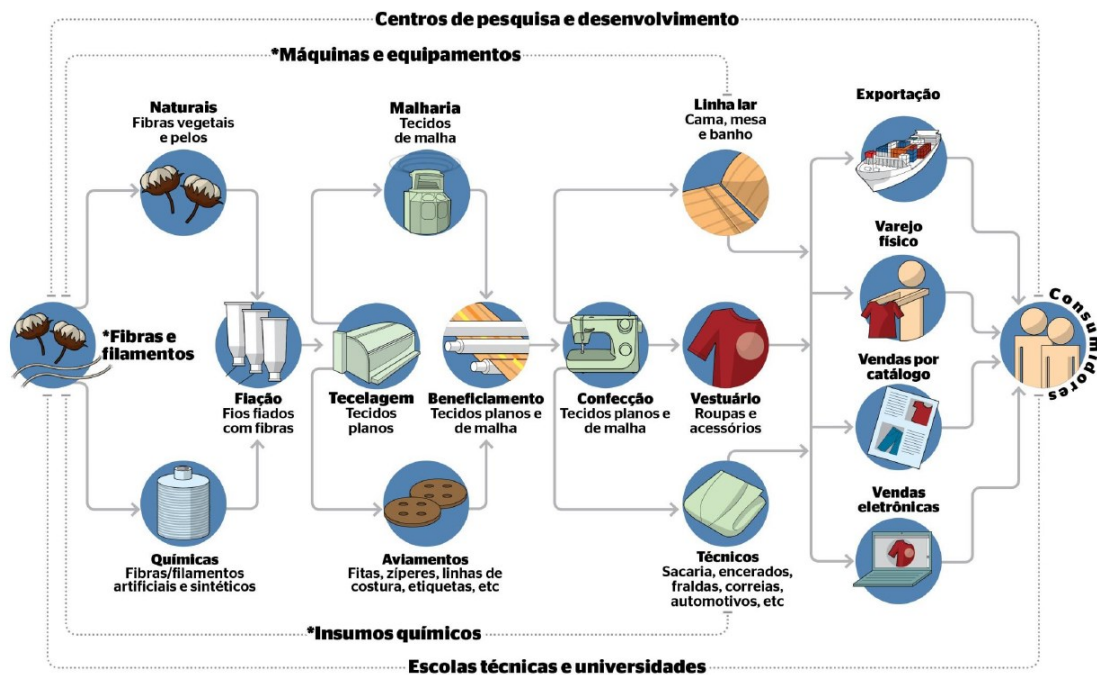 Centros de pesquisa e desenvolvimento
*Máquinas e equipamentos
Naturais
Fibras vegetais
e pelos
Malharia
Tecidos
de malha
Linha lar
Cama, mesa
e banho
Exportação
Varejo
físico
*Fibras e
filamentos
Fiação
Fios fiados
com fibras
Tecelagem
Tecidos
planos
Beneficiamento
Tecidos planos e
de malha
Confecção
Tecidos planos e
de malha
Vestuário
Roupas e
acessórios
Vendas por
catálogo
Consumidores
Vendas
eletrônicas
Químicas
Fibras/filamentos
artificiais e sintéticos
Aviamentos
Fitas, zíperes, linhas de
costura, etiquetas, etc
Técnicos
Sacaria, encerados,
fraldas, correias,
automotivos, etc
*Insumos químicos
Escolas técnicas e universidades